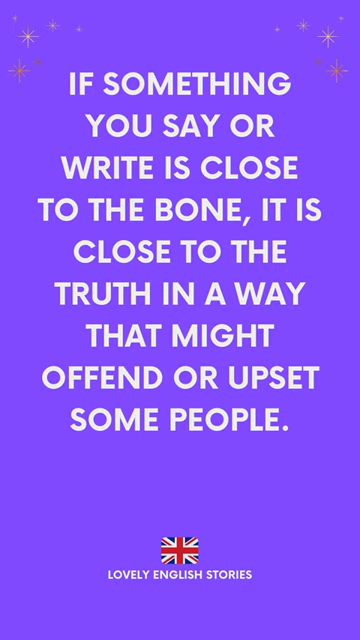 IF SOMETHING
YOU SAY OR
WRITE IS CLOSE
TO THE BONE, IT IS
CLOSE TO THE
TRUTH IN A WAY
THAT MIGHT
OFFEND OR UPSET
SOME PEOPLE.
LOVELY ENGLISH STORIES